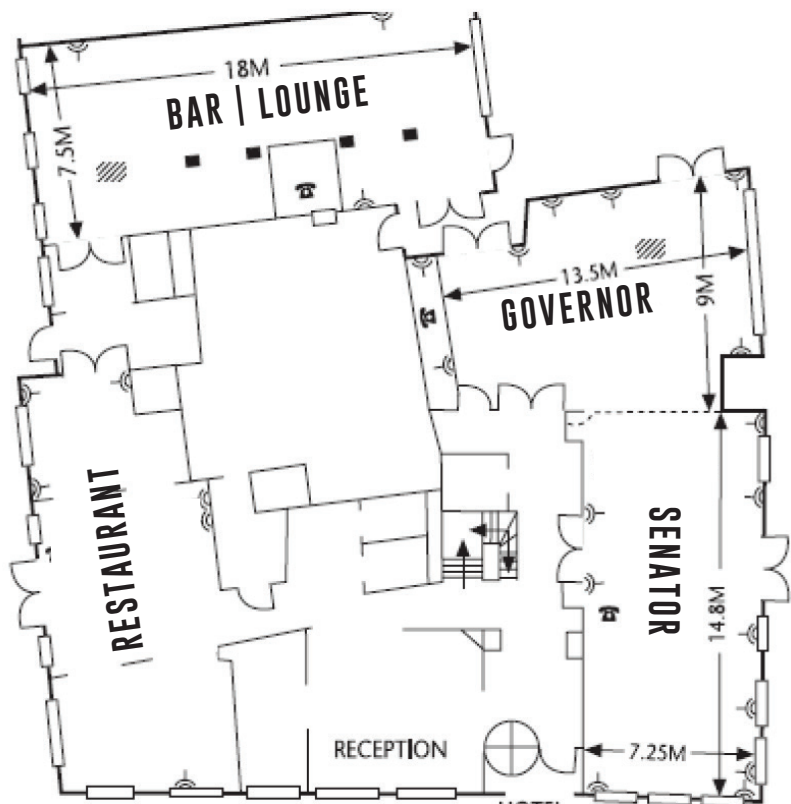 18M
BAR | LOUNGE
7.5M
13.5M
GOVERNOR
9M
RESTAURANT
SENATOR
14.8M
7.25M
RECEPTION